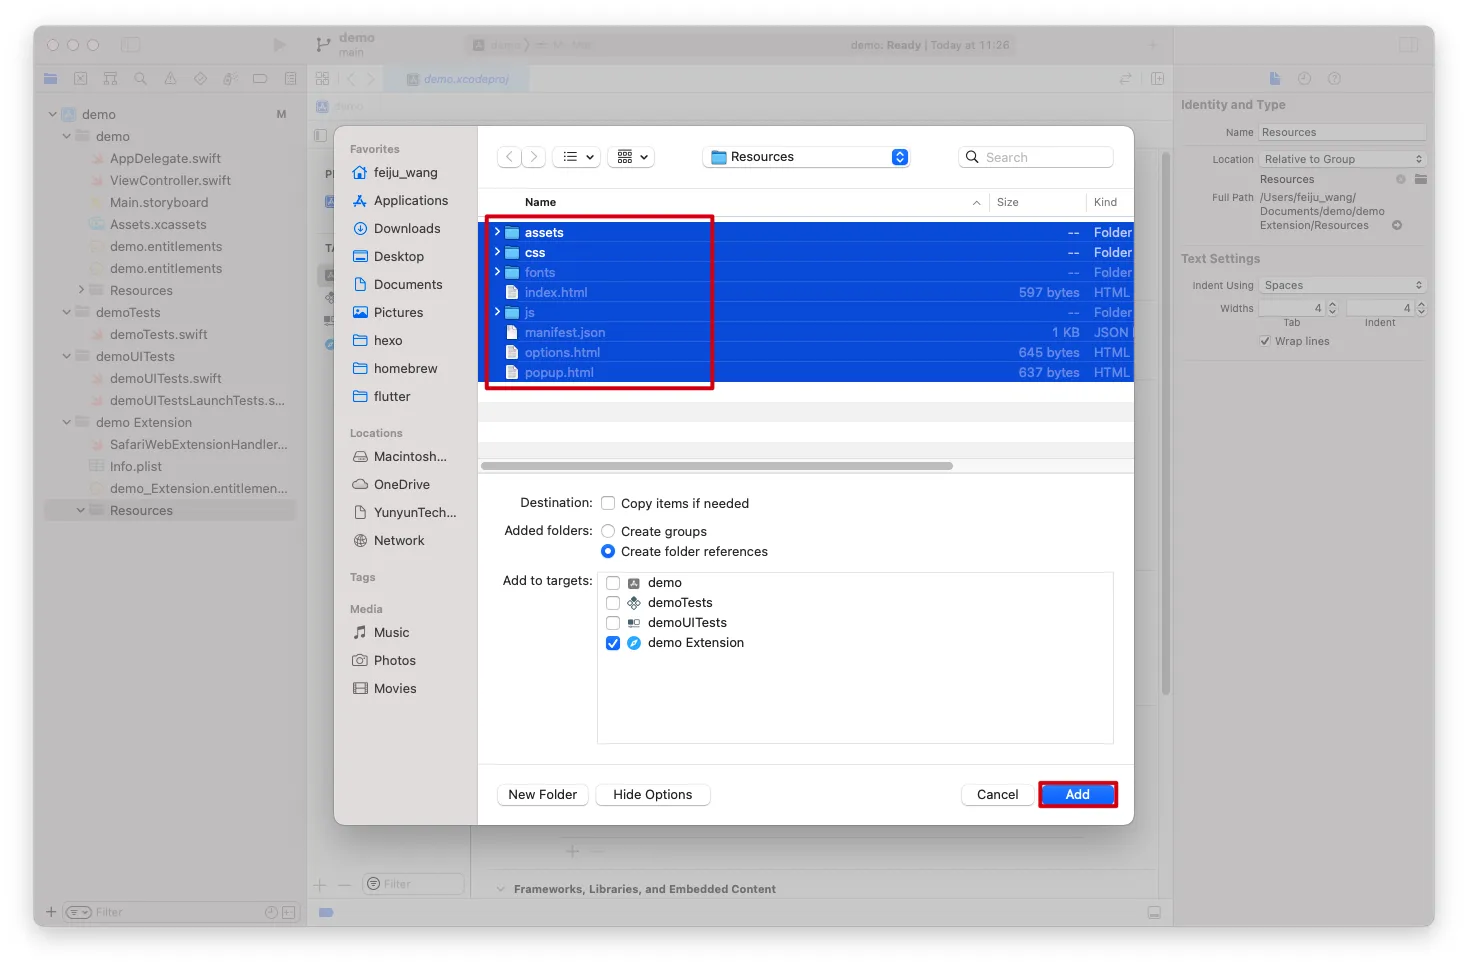 demo
main
demo: Ready | Today at 11:26
demo.xcodeproj
demo
demo
M
demo
AppDelegate.swift
ViewController.swift
Main.storyboard
Assets.xcassets
demo.entitlements
demo.entitlements
Resources
demoTests
demoTests.swift
demoUITests
demoUITests.swift
demoUITestsLaunchTests.s...
demo Extension
SafariWebExtensionHandler...
Info.plist
demo_Extension.entitlemen...
Resources
Filter
Favorites
feiju_wang
Applications
Downloads
Desktop
Documents
Pictures
hexo
homebrew
flutter
Locations
Macintosh...
OneDrive
YunyunTech...
Network
Tags
Media
Music
Photos
Movies
Resources
Search
Name Size Kind
assets -- Folder
css -- Folder
fonts -- Folder
index.html 597 bytes HTML
js -- Folder
manifest.json 1 KB JSON
options.html 645 bytes HTML
popup.html 637 bytes HTML
Destination: Copy items if needed
Added folders: Create groups
Create folder references
Add to targets: demo
demoTests
demoUITests
demo Extension
New Folder Hide Options Cancel Add
Filter
Frameworks, Libraries, and Embedded Content
Identity and Type
Name Resources
Location Relative to Group
Resources
Full Path /Users/feiju_wang/
Documents/demo/demo
Extension/Resources
Text Settings
Indent Using Spaces
Widths 4 4
Tab Indent
Wrap lines